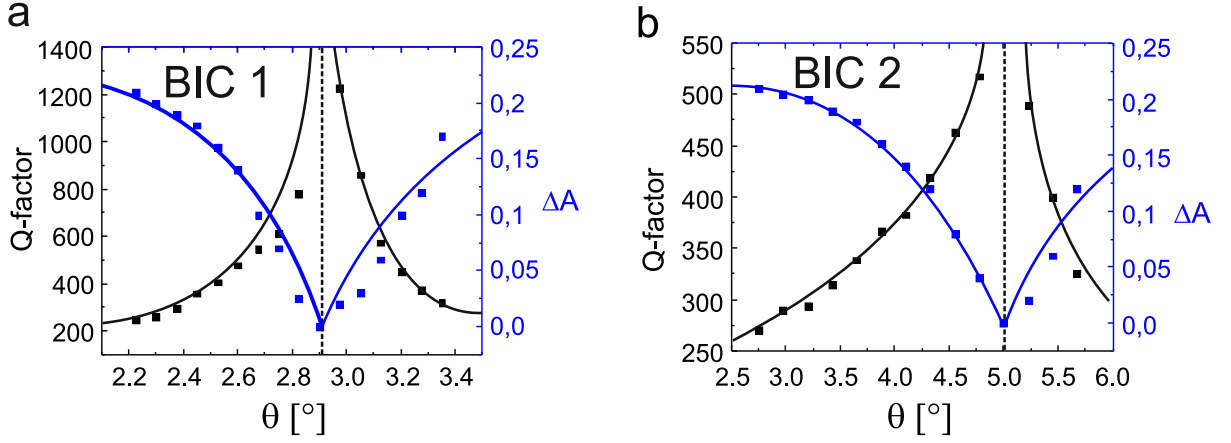 a
BIC 1
Q-factor
1400
1200
1000
800
600
400
200
0,25
0,2
0,15
0,1
0,05
0,0
ΔA
2.2 2.4 2.6 2.8 3.0 3.2 3.4
θ [°]
b
BIC 2
Q-factor
550
500
450
400
350
300
250
0,25
0,2
0,15
0,1
0,05
0,0
ΔA
2.5 3.0 3.5 4.0 4.5 5.0 5.5 6.0
θ [°]